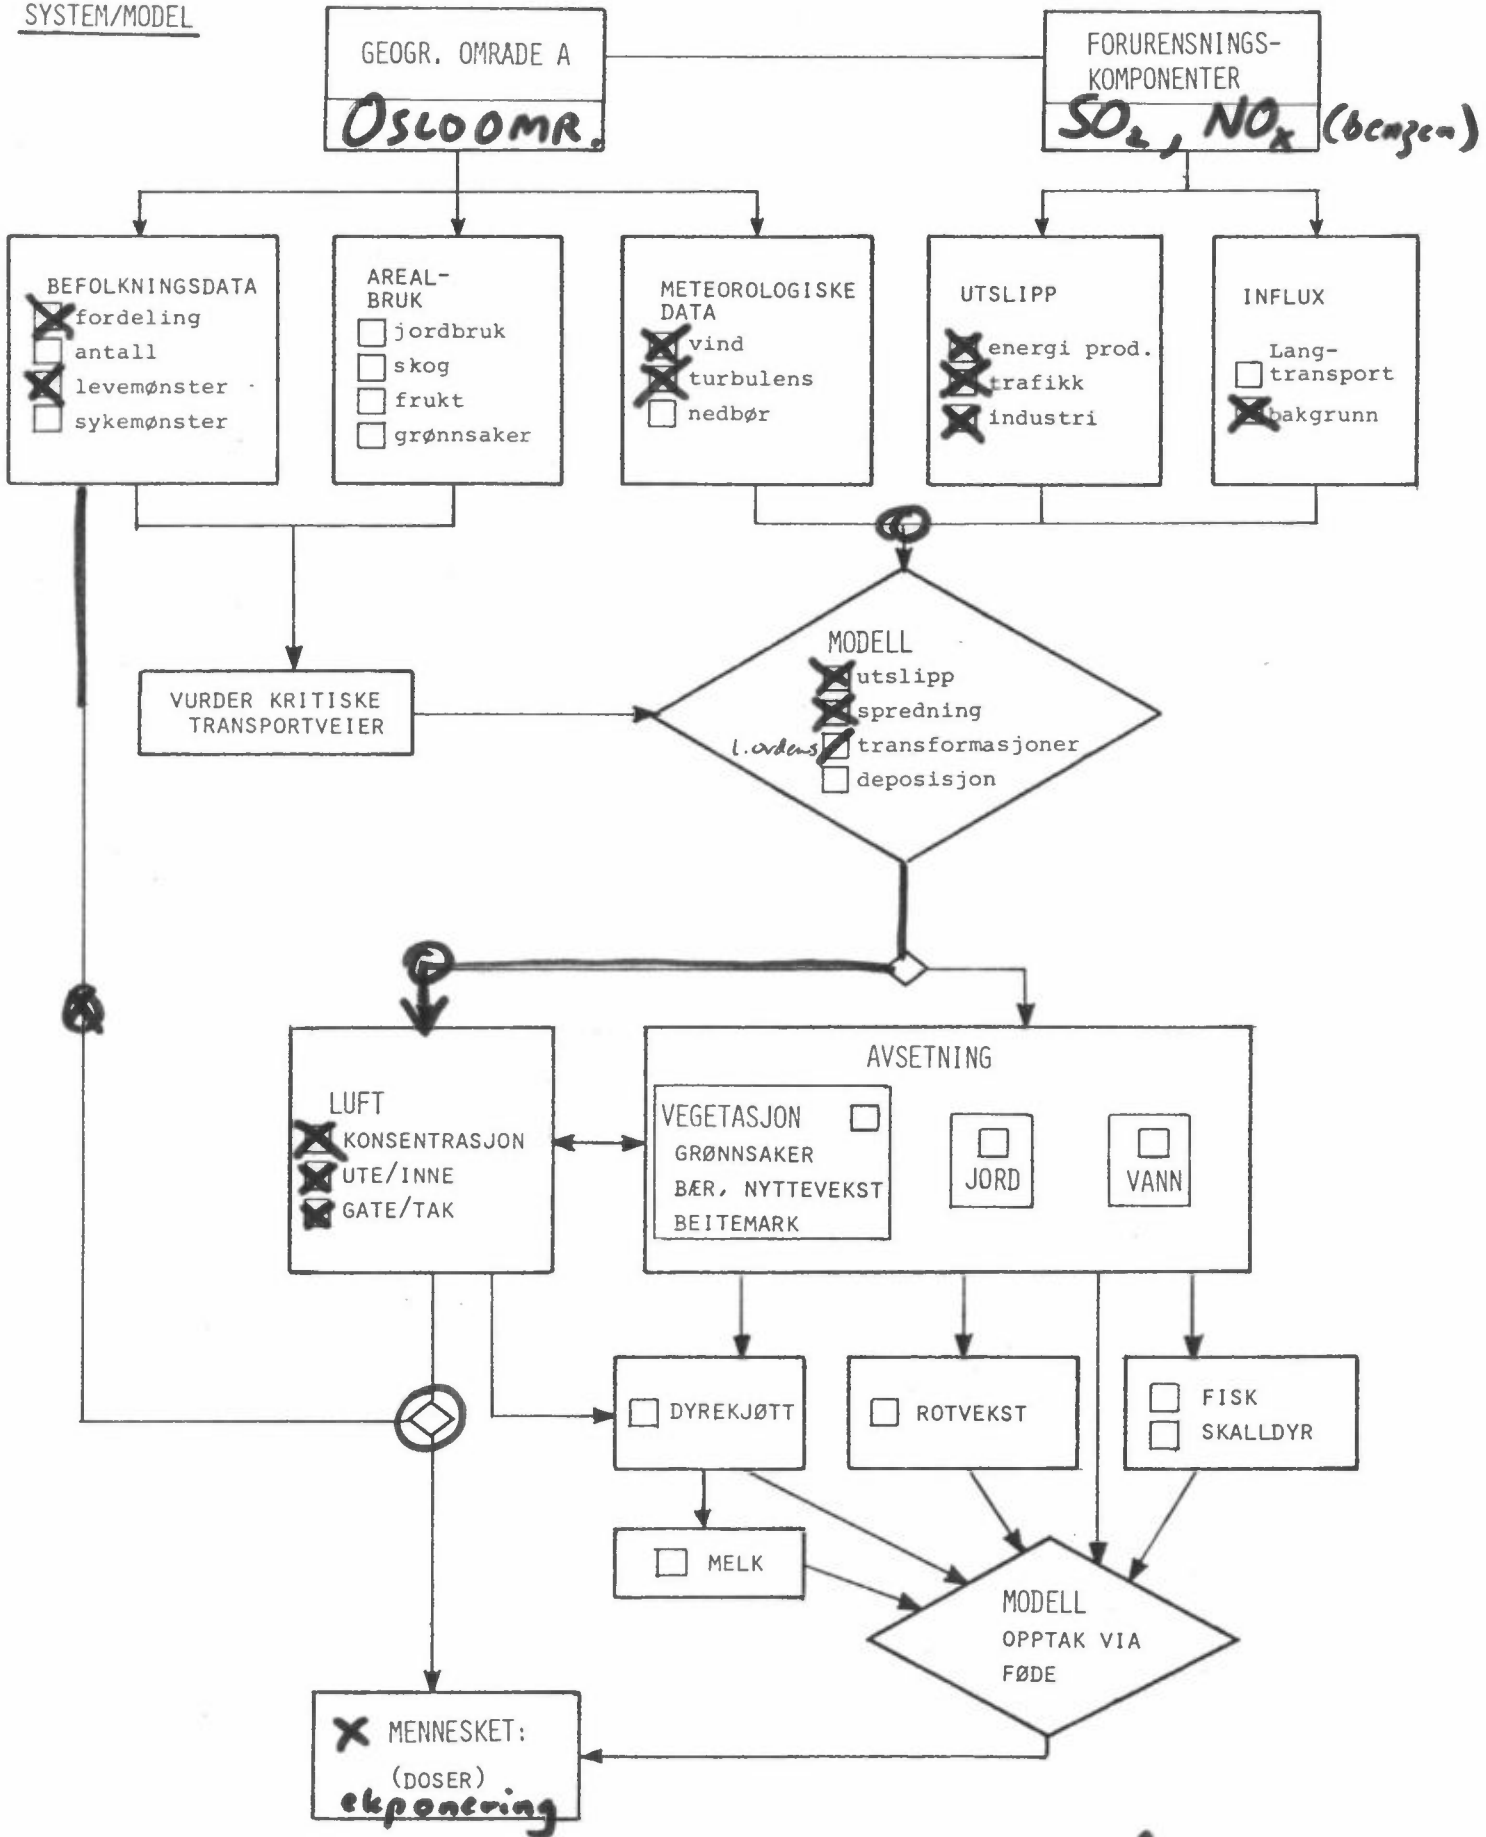 SYSTEM/MODEL
GEOGR. OMRADE A
OSLOOMR.
FORURENSNINGS-
KOMPONENTER
SO₂, NOₓ (benzen)
BEFOLKNINGSDATA
fordeling
antall
levemønster
sykemønster
AREAL-
BRUK
jordbruk
skog
frukt
grønnsaker
METEOROLOGISKE
DATA
vind
turbulens
nedbør
UTSLIPP
energi prod.
trafikk
industri
INFLUX
Lang-
transport
bakgrunn
VURDER KRITISKE
TRANSPORTVEIER
MODELL
utslipp
spredning
1.ordens transformasjoner
deposisjon
LUFT
KONSENTRASJON
UTE/INNE
GATE/TAK
AVSETNING
VEGETASJON
GRØNNSAKER
BÆR, NYTTEVEKST
BEITEMARK
JORD
VANN
DYREKJØTT
ROTVEKST
FISK
SKALLDYR
MELK
MODELL
OPPTAK VIA
FØDE
MENNESKET:
(DOSER)
ekponering